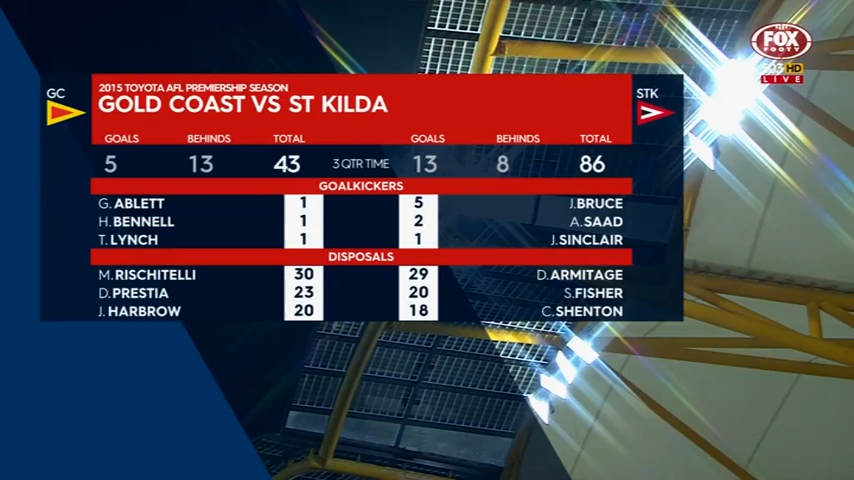 FOX
FOOTY
503 HD
LIVE
GC
STK
2015 TOYOTA AFL PREMIERSHIP SEASON
GOLD COAST VS ST KILDA
GOALS BEHINDS TOTAL GOALS BEHINDS TOTAL
5 13 43 3 QTR TIME 13 8 86
GOALKICKERS
G. ABLETT 1 5 J. BRUCE
H. BENNELL 1 2 A. SAAD
T. LYNCH 1 1 J. SINCLAIR
DISPOSALS
M. RISCHITELLI 30 29 D. ARMITAGE
D. PRESTIA 23 20 S. FISHER
J. HARBROW 20 18 C. SHENTON